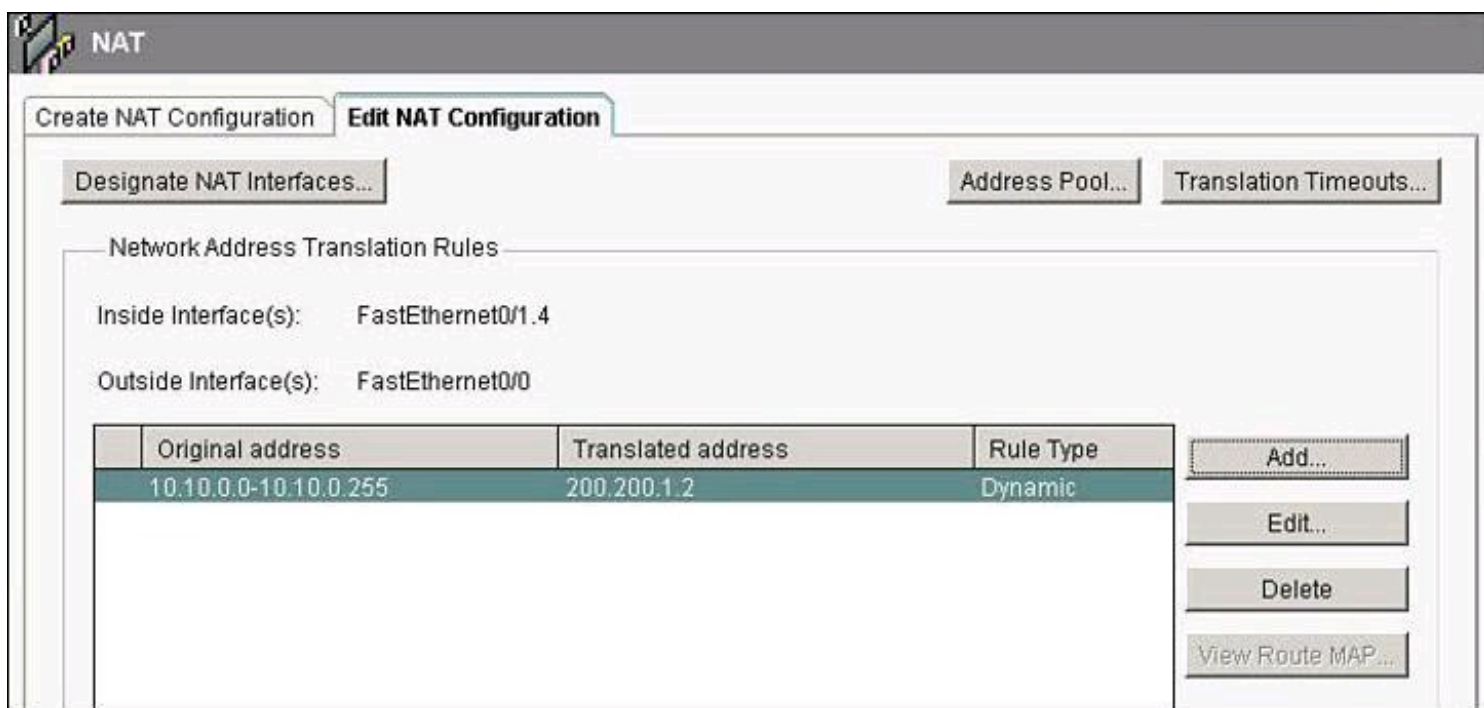 NAT
Create NAT Configuration Edit NAT Configuration
Designate NAT Interfaces... Address Pool... Translation Timeouts...
Network Address Translation Rules
Inside Interface(s): FastEthernet0/1.4
Outside Interface(s): FastEthernet0/0
Original address Translated address Rule Type
10.10.0.0-10.10.0.255 200.200.1.2 Dynamic
Add...
Edit...
Delete
View Route MAP...